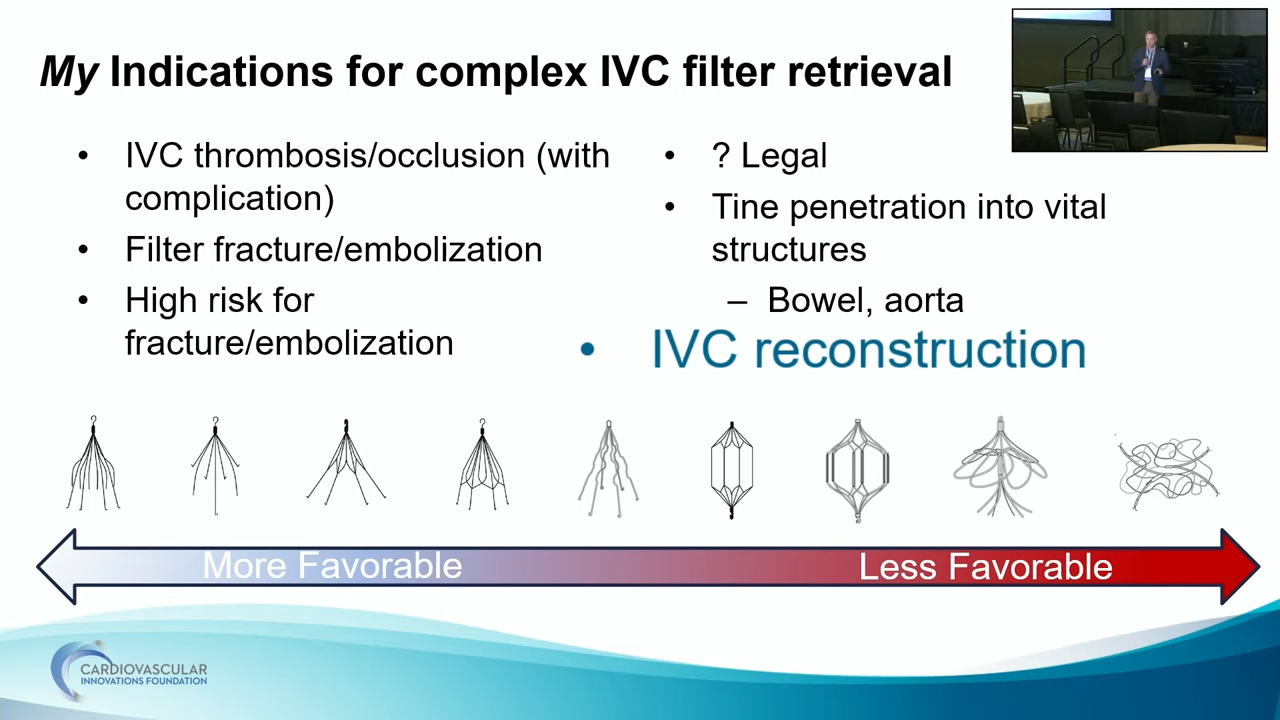 My Indications for complex IVC filter retrieval
• IVC thrombosis/occlusion (with
complication)
• Filter fracture/embolization
• High risk for
fracture/embolization
• ? Legal
• Tine penetration into vital
structures
– Bowel, aorta
• IVC reconstruction
More Favorable
Less Favorable
CARDIOVASCULAR
INNOVATIONS FOUNDATION